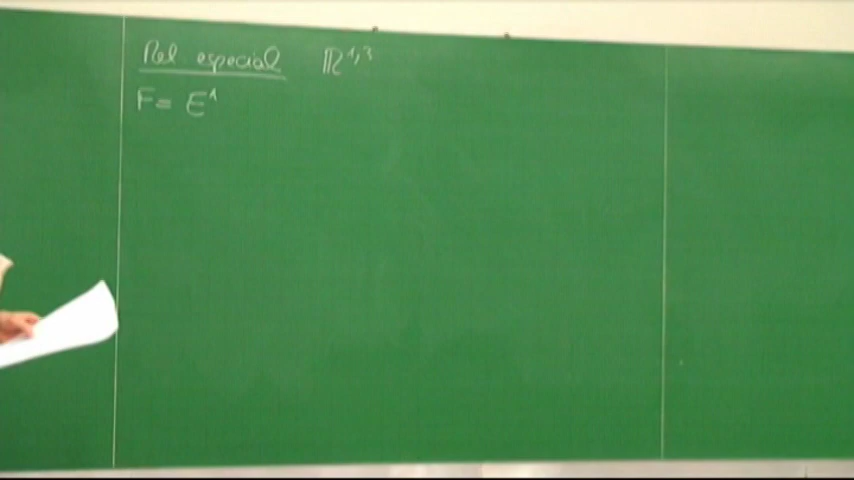 Rel. especial ℝ^1,3
F = E^1